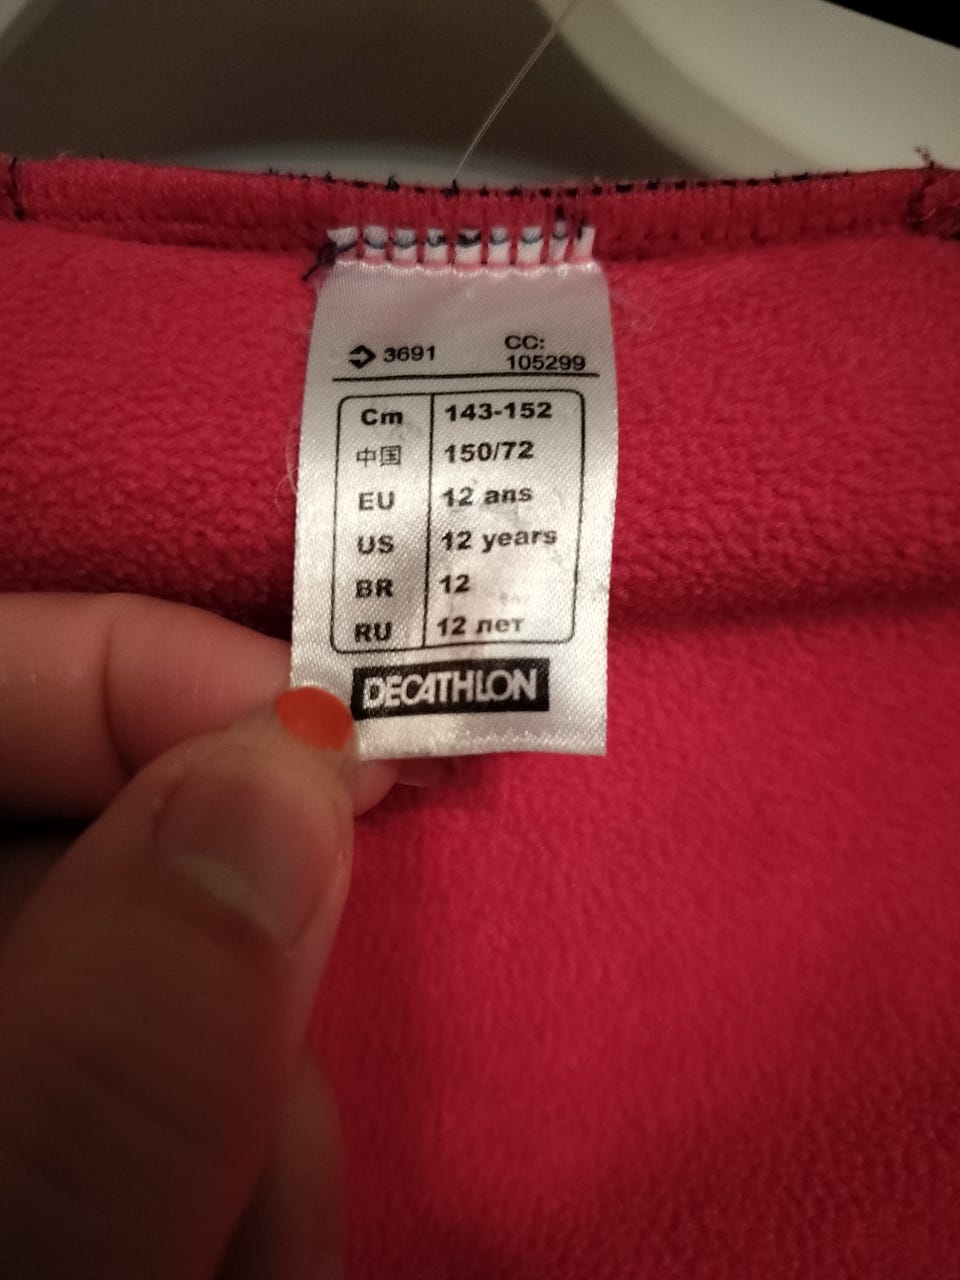 3691
CC:
105299
Cm 143-152
中国 150/72
EU 12 ans
US 12 years
BR 12
RU 12 лет
DECATHLON